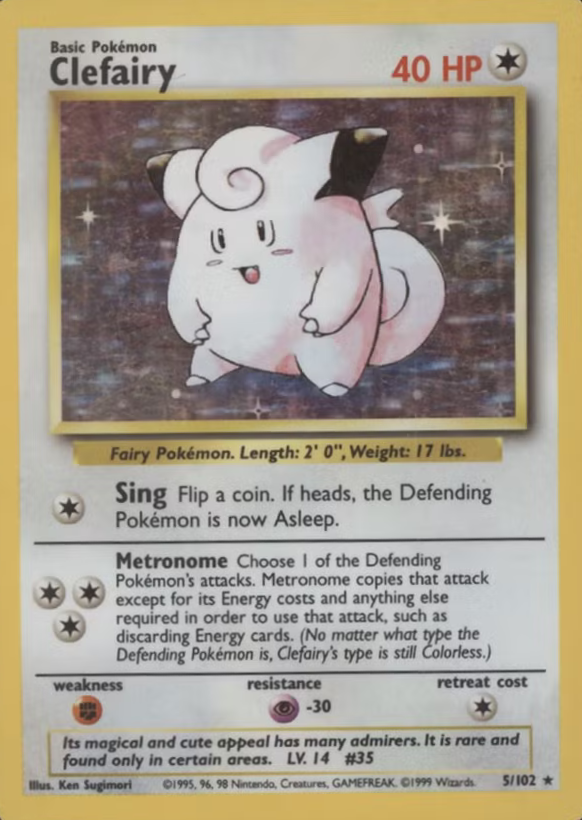 Basic Pokémon
Clefairy 40 HP
Fairy Pokémon. Length: 2' 0", Weight: 17 lbs.
Sing Flip a coin. If heads, the Defending
Pokémon is now Asleep.
Metronome Choose 1 of the Defending
Pokémon's attacks. Metronome copies that attack
except for its Energy costs and anything else
required in order to use that attack, such as
discarding Energy cards. (No matter what type the
Defending Pokémon is, Clefairy's type is still Colorless.)
weakness resistance retreat cost
-30
Its magical and cute appeal has many admirers. It is rare and
found only in certain areas. LV. 14 #35
Illus. Ken Sugimori ©1995, 96, 98 Nintendo, Creatures, GAMEFREAK. ©1999 Wizards. 5/102 ★